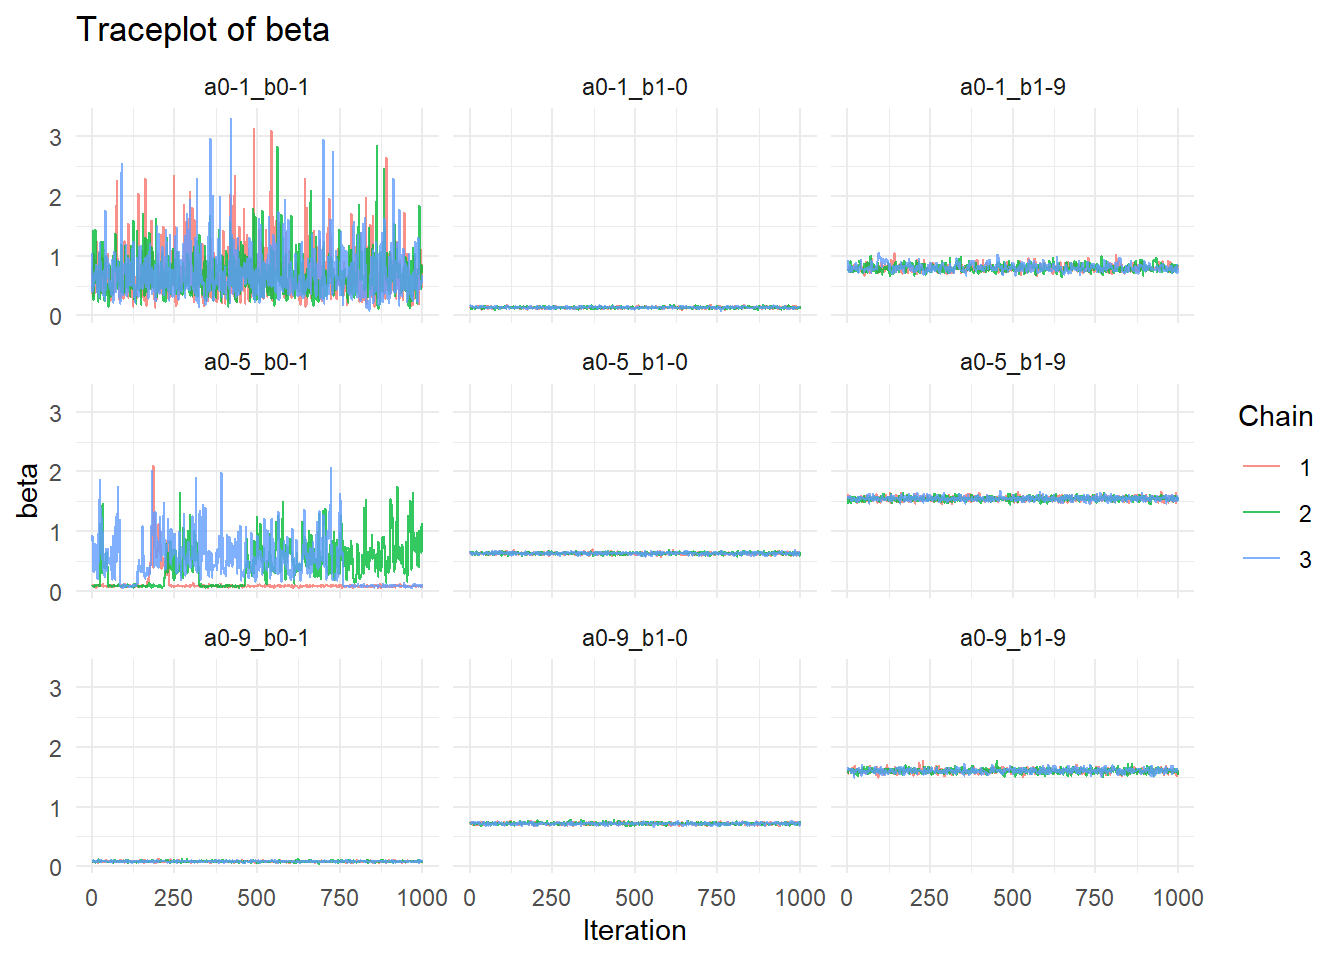 Traceplot of beta
a0-1_b0-1 a0-1_b1-0 a0-1_b1-9
3
2
1
0
a0-5_b0-1 a0-5_b1-0 a0-5_b1-9
3
2
1
0
beta
a0-9_b0-1 a0-9_b1-0 a0-9_b1-9
3
2
1
0
0 250 500 750 1000 0 250 500 750 1000 0 250 500 750 1000
Iteration
Chain
1
2
3